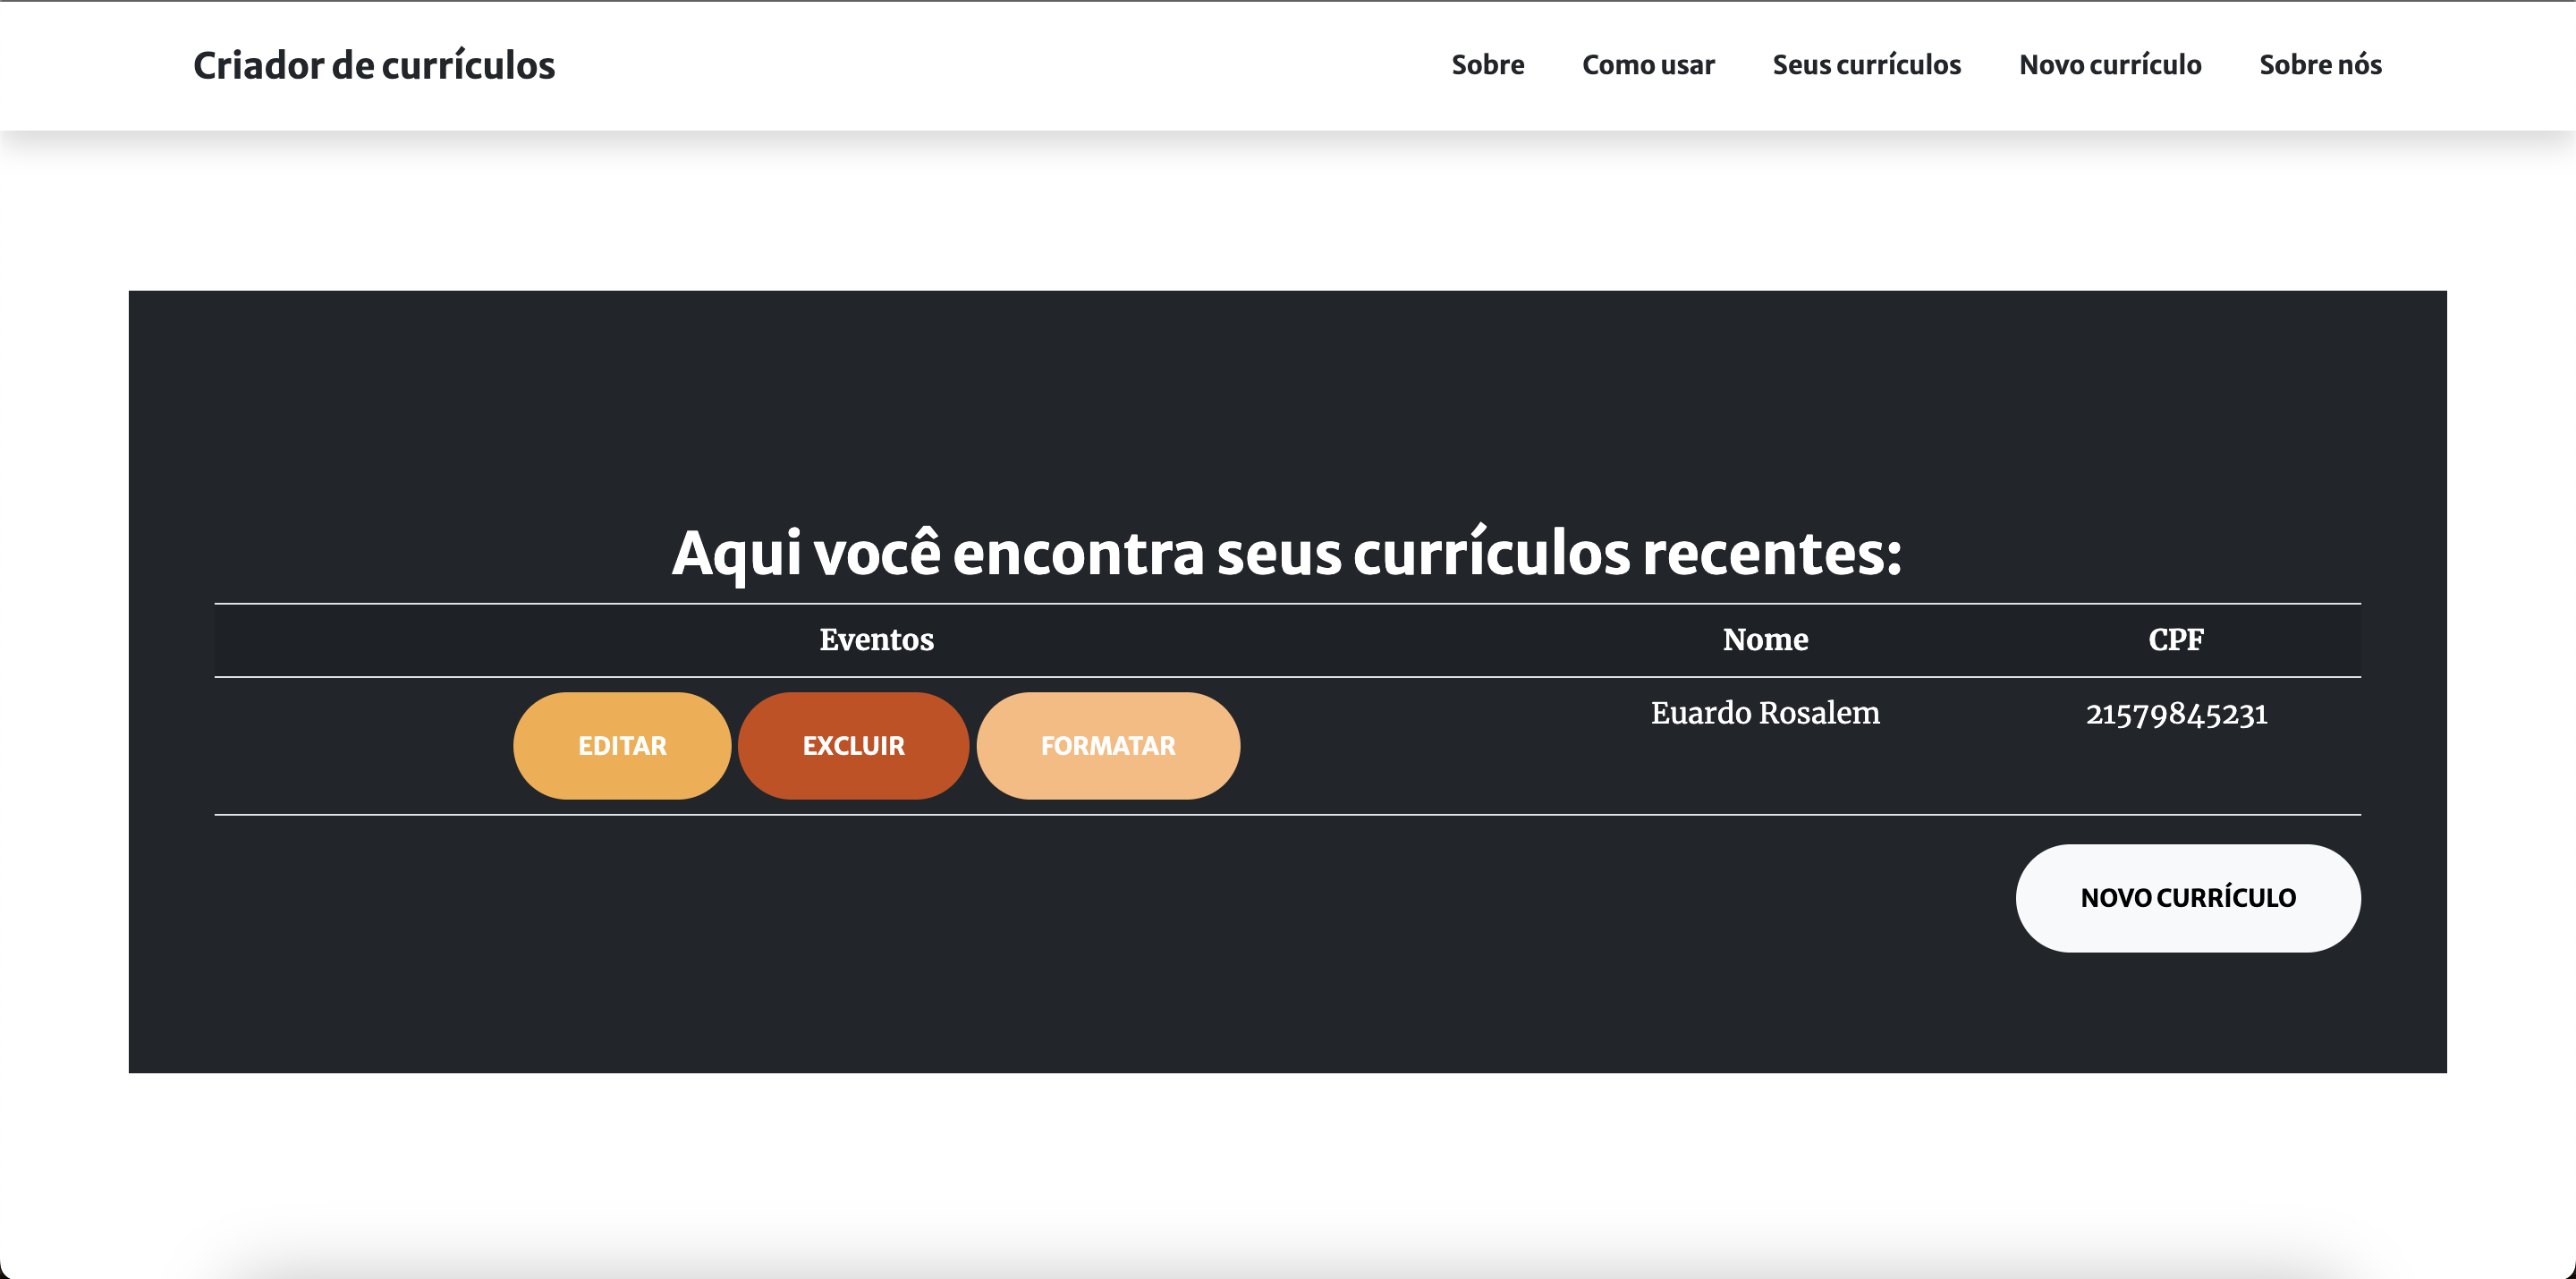 Criador de currículos
Sobre Como usar Seus currículos Novo currículo Sobre nós
Aqui você encontra seus currículos recentes:
Eventos Nome CPF
EDITAR EXCLUIR FORMATAR Euardo Rosalem 21579845231
NOVO CURRÍCULO